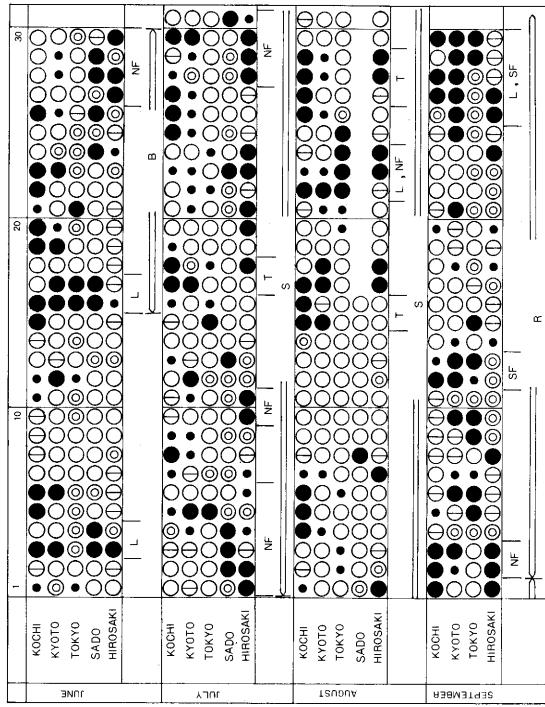 1 10 20 30
JUNE
KOCHI
KYOTO
TOKYO
SADO
HIROSAKI
L L NF
B
JULY
KOCHI
KYOTO
TOKYO
SADO
HIROSAKI
NF NF T NF
S
AUGUST
KOCHI
KYOTO
TOKYO
SADO
HIROSAKI
T L , NF T
S
SEPTEMBER
KOCHI
KYOTO
TOKYO
HIROSAKI
NF SF L , SF
R